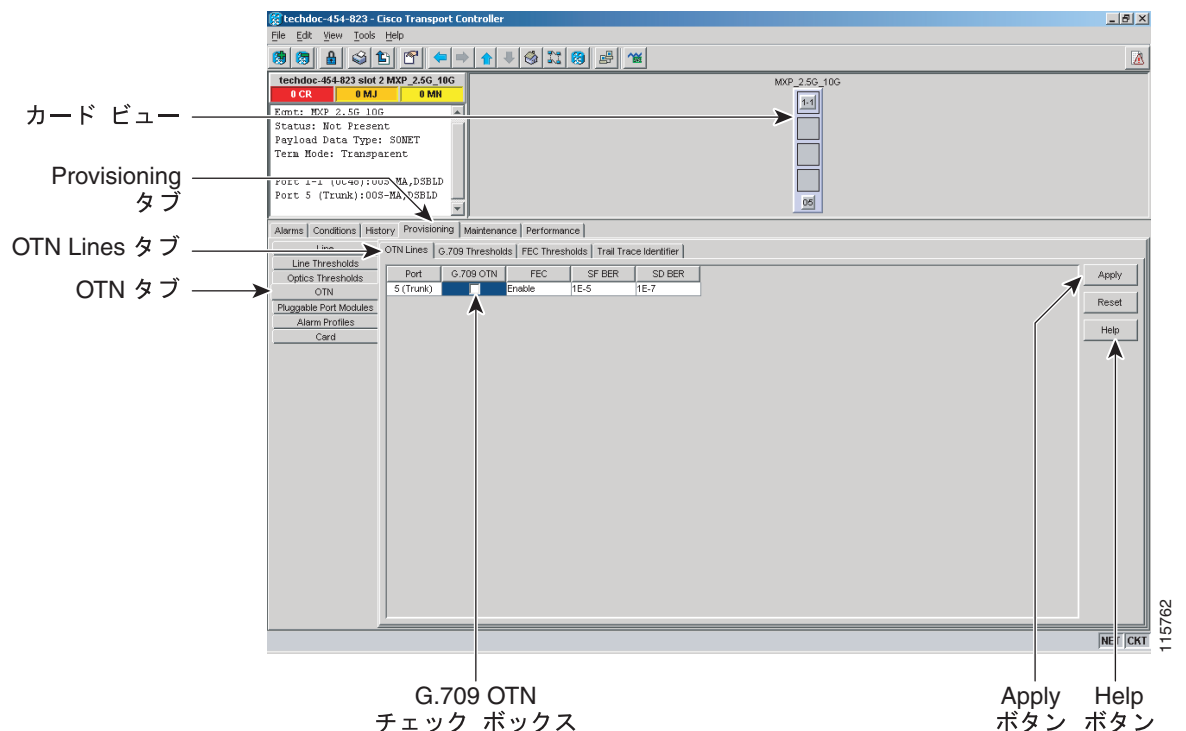 techdoc-454-823 - Cisco Transport Controller
File Edit View Tools Help
techdoc-454-823 slot 2 MXP_2.5G_10G
0 CR 0 MJ 0 MN
Eqpt: MXP_2.5G_10G
Status: Not Present
Payload Data Type: SONET
Term Mode: Transparent
Port 1-1 (OC48):OOS-MA,DSBLD
Port 5 (Trunk):OOS-MA,DSBLD
MXP_2.5G_10G
1-1
05
カード ビュー
Provisioning
タブ
OTN Lines タブ
OTN タブ
Alarms Conditions History Provisioning Maintenance Performance
Line
Line Thresholds
Optics Thresholds
OTN
Pluggable Port Modules
Alarm Profiles
Card
OTN Lines G.709 Thresholds FEC Thresholds Trail Trace Identifier
Port G.709 OTN FEC SF BER SD BER
5 (Trunk) Enable 1E-5 1E-7
Apply
Reset
Help
NET CKT
115762
G.709 OTN
チェック ボックス
Apply
ボタン
Help
ボタン